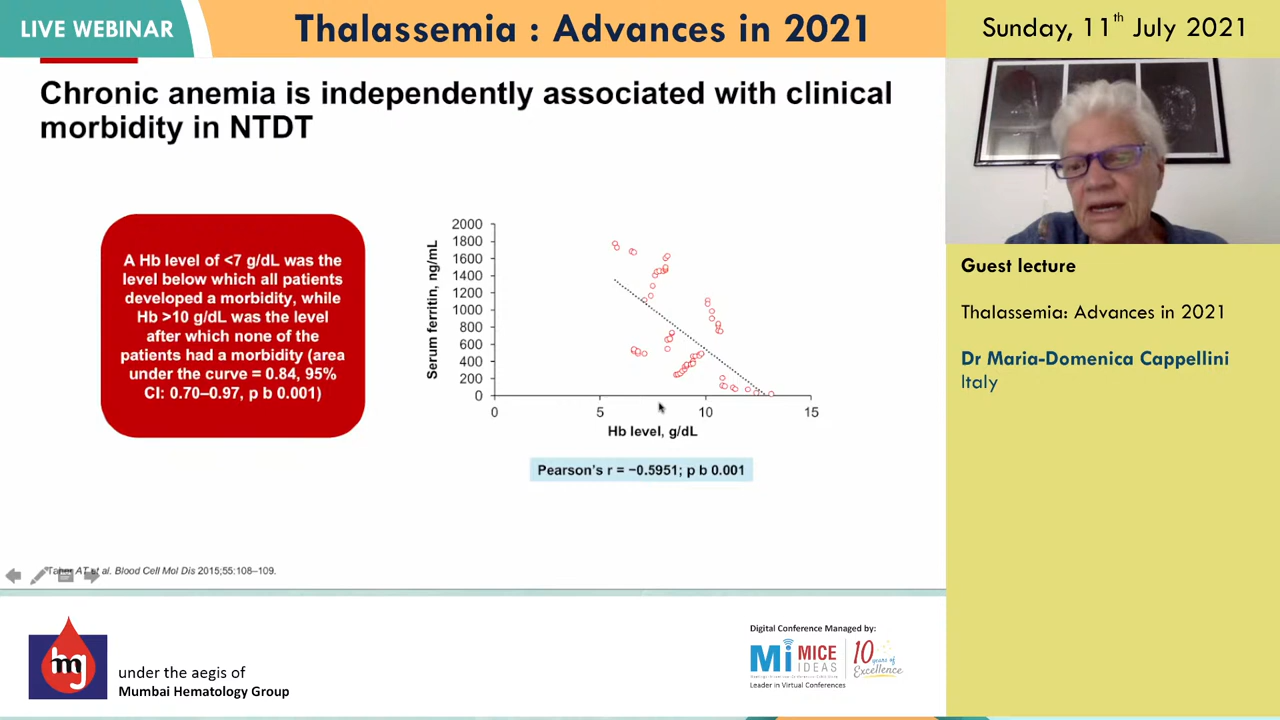 LIVE WEBINAR
Thalassemia : Advances in 2021
Sunday, 11th July 2021
Chronic anemia is independently associated with clinical
morbidity in NTDT
A Hb level of <7 g/dL was the
level below which all patients
developed a morbidity, while
Hb >10 g/dL was the level
after which none of the
patients had a morbidity (area
under the curve = 0.84, 95%
CI: 0.70–0.97, p b 0.001)
Serum ferritin, ng/mL
2000
1800
1600
1400
1200
1000
800
600
400
200
0
0 5 10 15
Hb level, g/dL
Pearson's r = −0.5951; p b 0.001
AT et al. Blood Cell Mol Dis 2015;55:108–109.
Guest lecture
Thalassemia: Advances in 2021
Dr Maria-Domenica Cappellini
Italy
hmg
under the aegis of
Mumbai Hematology Group
Digital Conference Managed by:
Mi MICE
IDEAS
10
years of
Excellence
Leader in Virtual Conferences